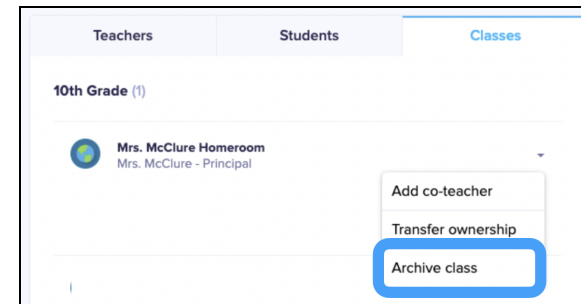 Teachers Students Classes
10th Grade (1)
Mrs. McClure Homeroom
Mrs. McClure - Principal
Add co-teacher
Transfer ownership
Archive class